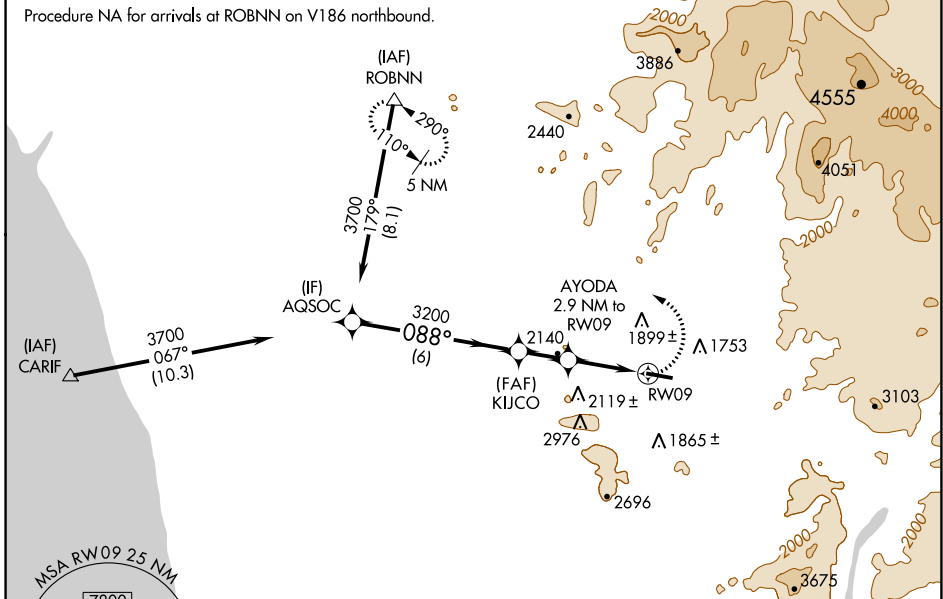 Procedure NA for arrivals at ROBNN on V186 northbound.
2000
3886
3000
(IAF)
ROBNN
4555
4000
290°
110°
2440
4051
5 NM
3700
179°
(8.1)
2000
(IF)
AQSOC
AYODA
2.9 NM to
RW09
3200
088°
(6)
2140
1899±
1753
(IAF)
CARIF
3700
067°
(10.3)
(FAF)
KIJCO
RW09
2119±
3103
2976
1865±
2696
2000
2000
MSA RW09 25 NM
3675